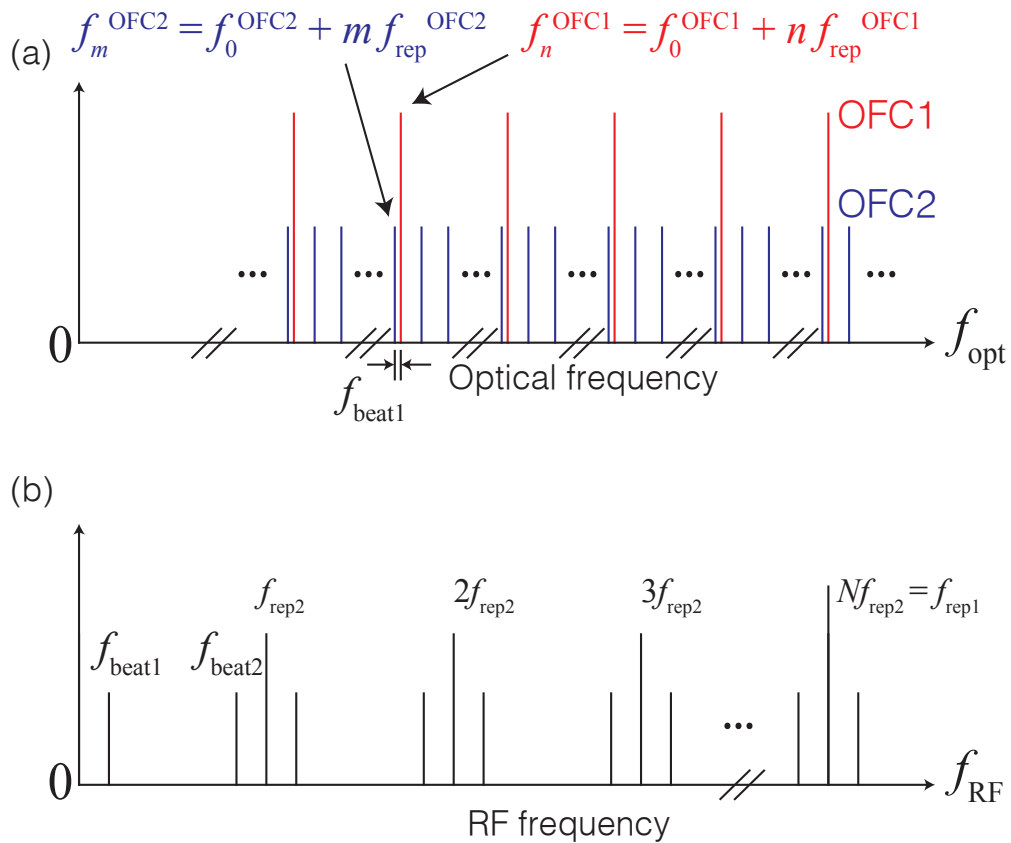 (a)
f_m^OFC2 = f_0^OFC2 + m f_rep^OFC2
f_n^OFC1 = f_0^OFC1 + n f_rep^OFC1
OFC1
OFC2
... ... ... ... ... ... ...
0
f_opt
f_beat1
Optical frequency
(b)
f_rep2
2f_rep2
3f_rep2
Nf_rep2 = f_rep1
f_beat1
f_beat2
...
0
f_RF
RF frequency